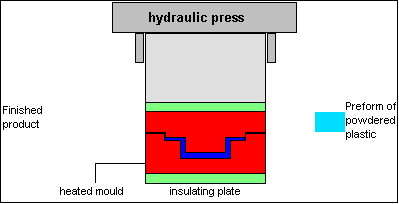 hydraulic press
Finished
product
Preform of
powdered
plastic
heated mould
insulating plate